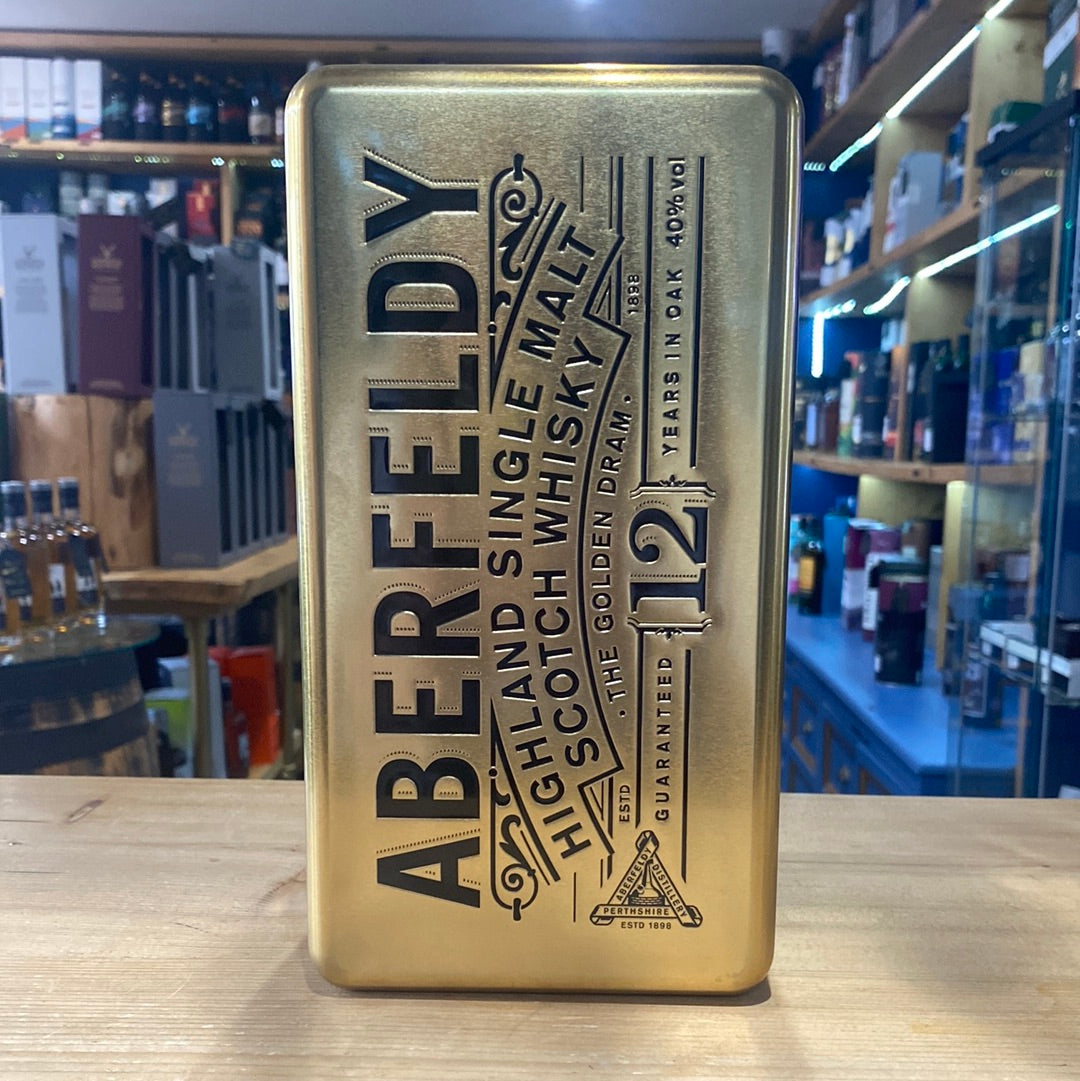 ABERFELDY
HIGHLAND SINGLE MALT
SCOTCH WHISKY
ESTD 1898
· THE GOLDEN DRAM ·
GUARANTEED 12 YEARS IN OAK 40% vol
ABERFELDY DISTILLERY
PERTHSHIRE
ESTD 1898